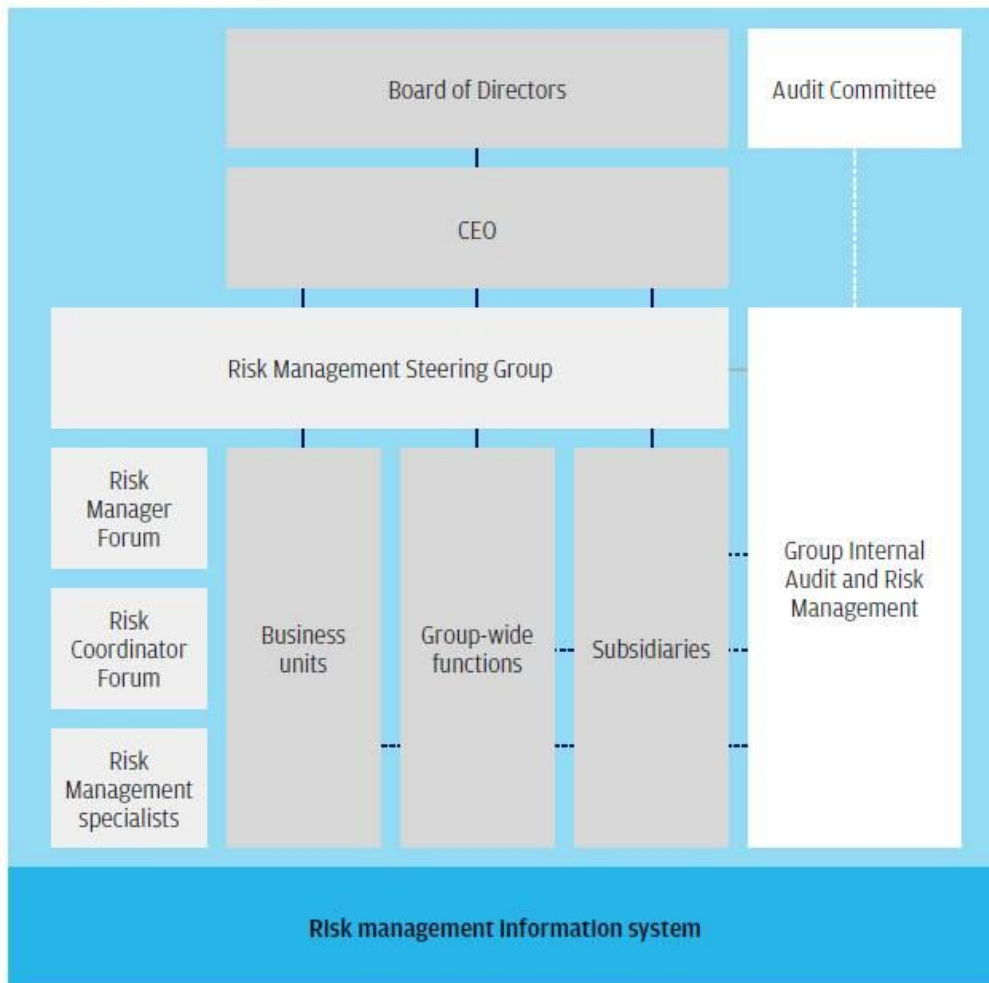 Board of Directors
Audit Committee
CEO
Risk Management Steering Group
Risk
Manager
Forum
Risk
Coordinator
Forum
Risk
Management
specialists
Business
units
Group-wide
functions
Subsidiaries
Group Internal
Audit and Risk
Management
Risk management information system